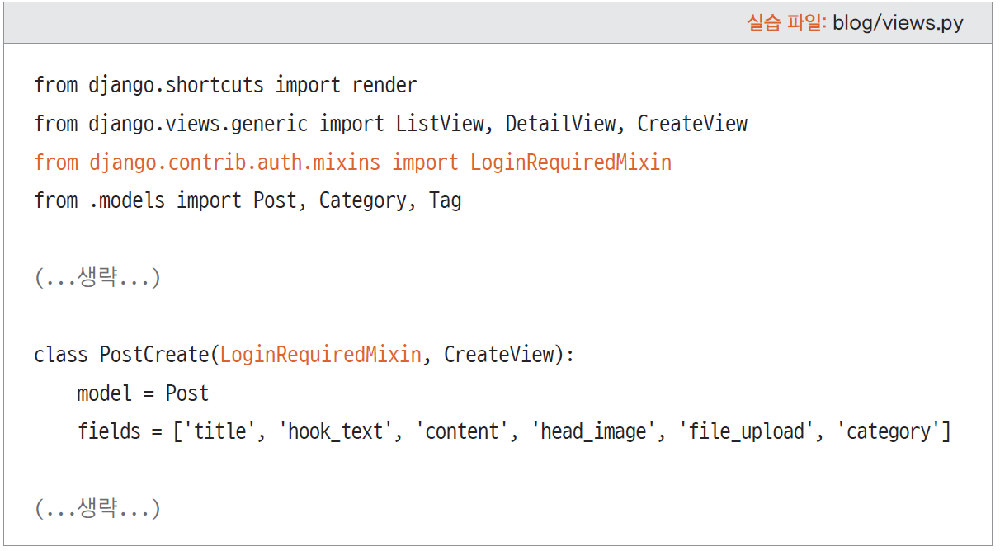 실습 파일: blog/views.py
from django.shortcuts import render
from django.views.generic import ListView, DetailView, CreateView
from django.contrib.auth.mixins import LoginRequiredMixin
from .models import Post, Category, Tag
(...생략...)
class PostCreate(LoginRequiredMixin, CreateView):
    model = Post
    fields = ['title', 'hook_text', 'content', 'head_image', 'file_upload', 'category']
(...생략...)